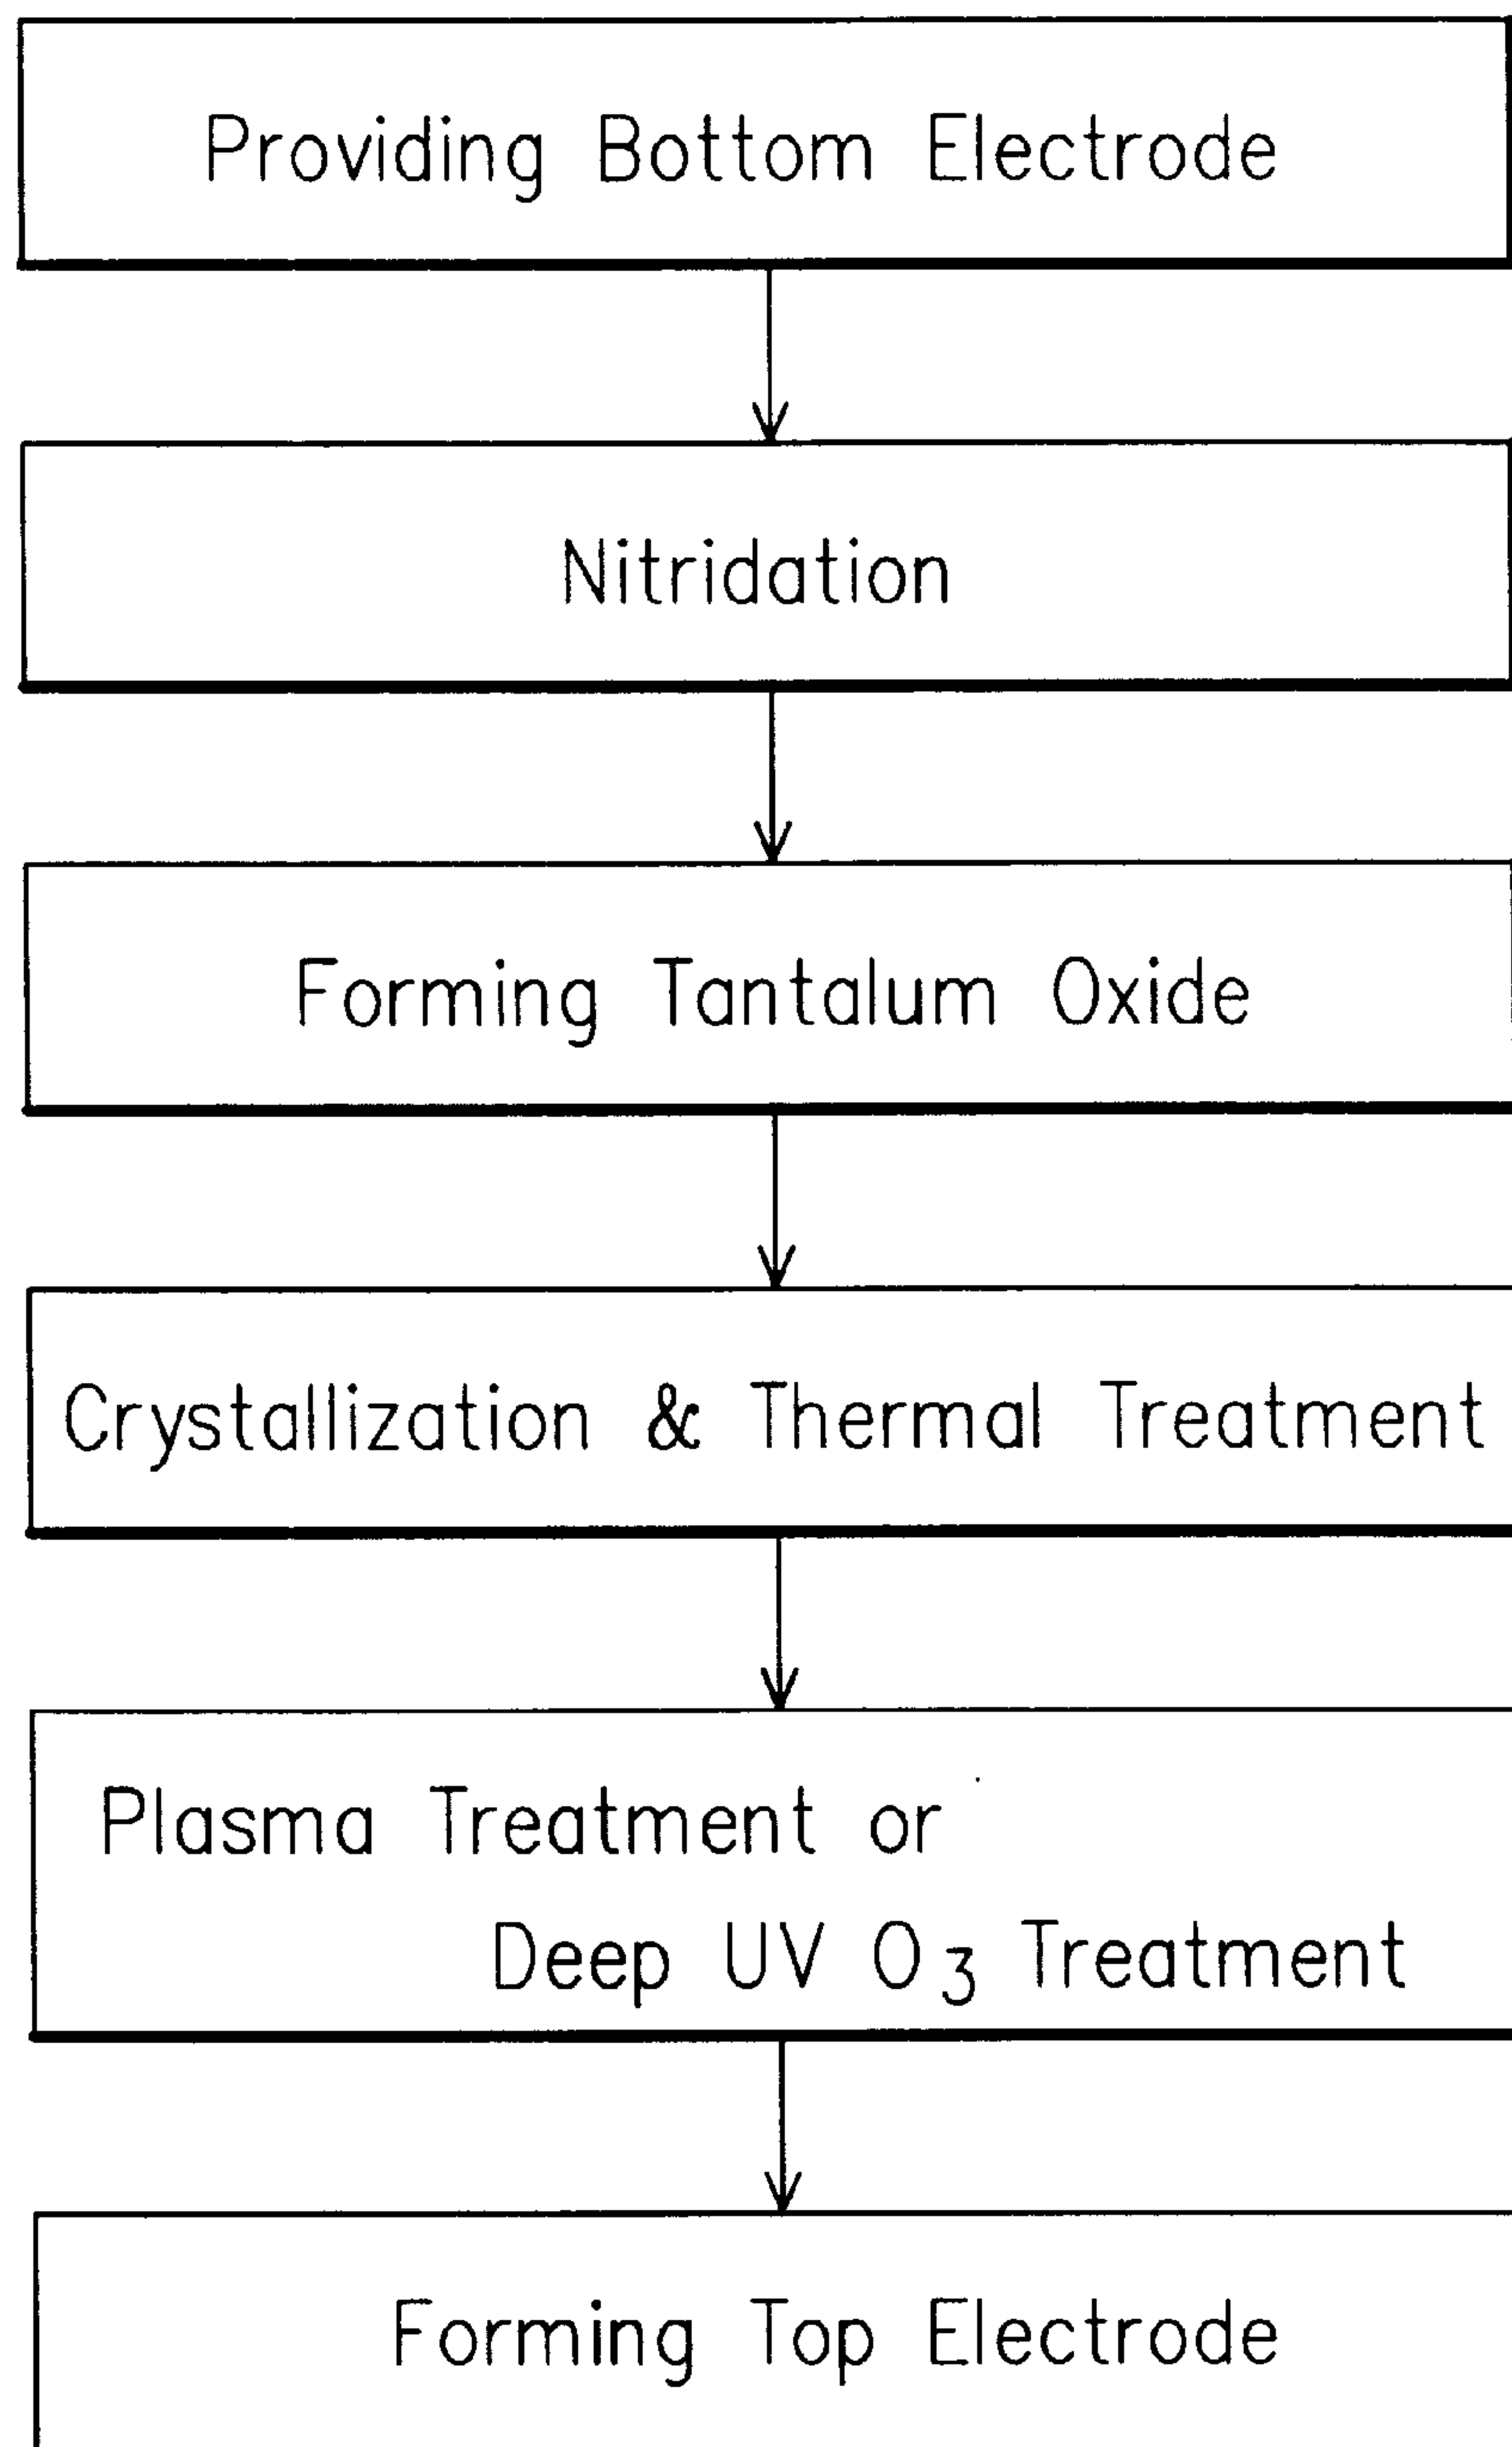 Providing Bottom Electrode
Nitridation
Forming Tantalum Oxide
Crystallization & Thermal Treatment
Plasma Treatment or
Deep UV O₃ Treatment
Forming Top Electrode